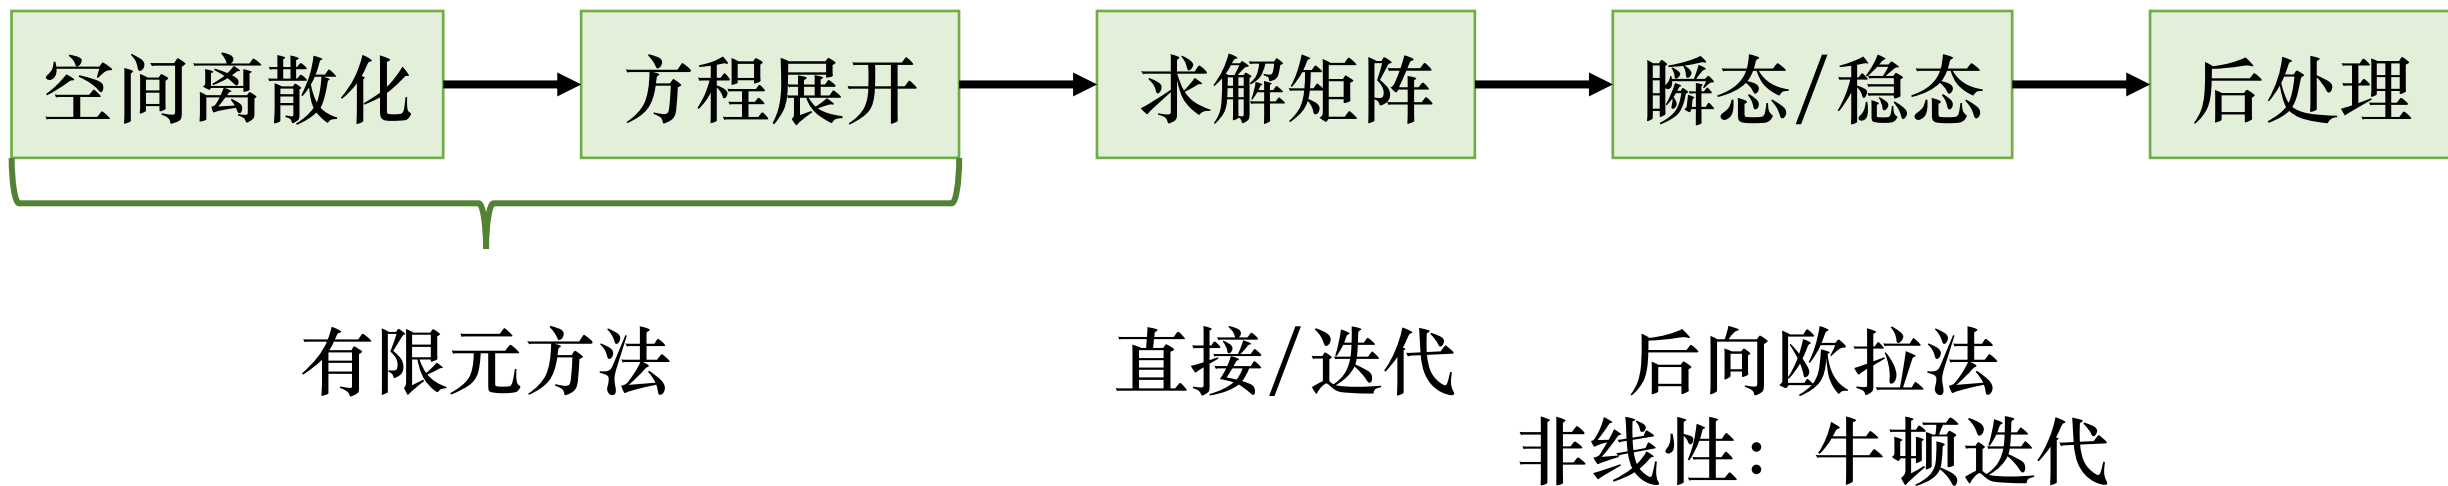 空间离散化
方程展开
求解矩阵
瞬态/稳态
后处理
有限元方法
直接/迭代
后向欧拉法
非线性：牛顿迭代